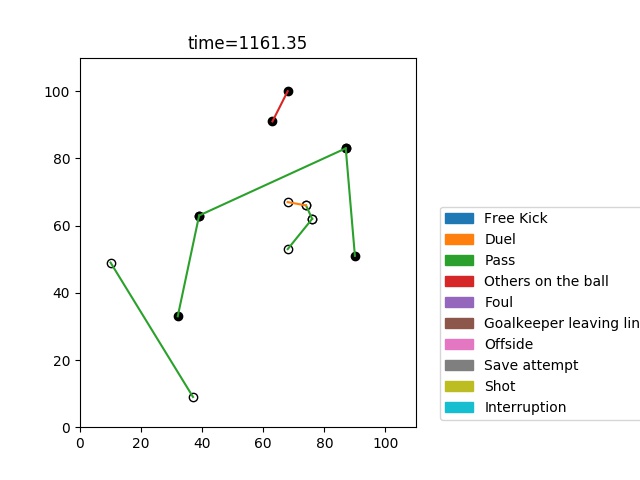 time=1161.35
100
80
60
40
20
0
0 20 40 60 80 100
Free Kick
Duel
Pass
Others on the ball
Foul
Goalkeeper leaving lin
Offside
Save attempt
Shot
Interruption